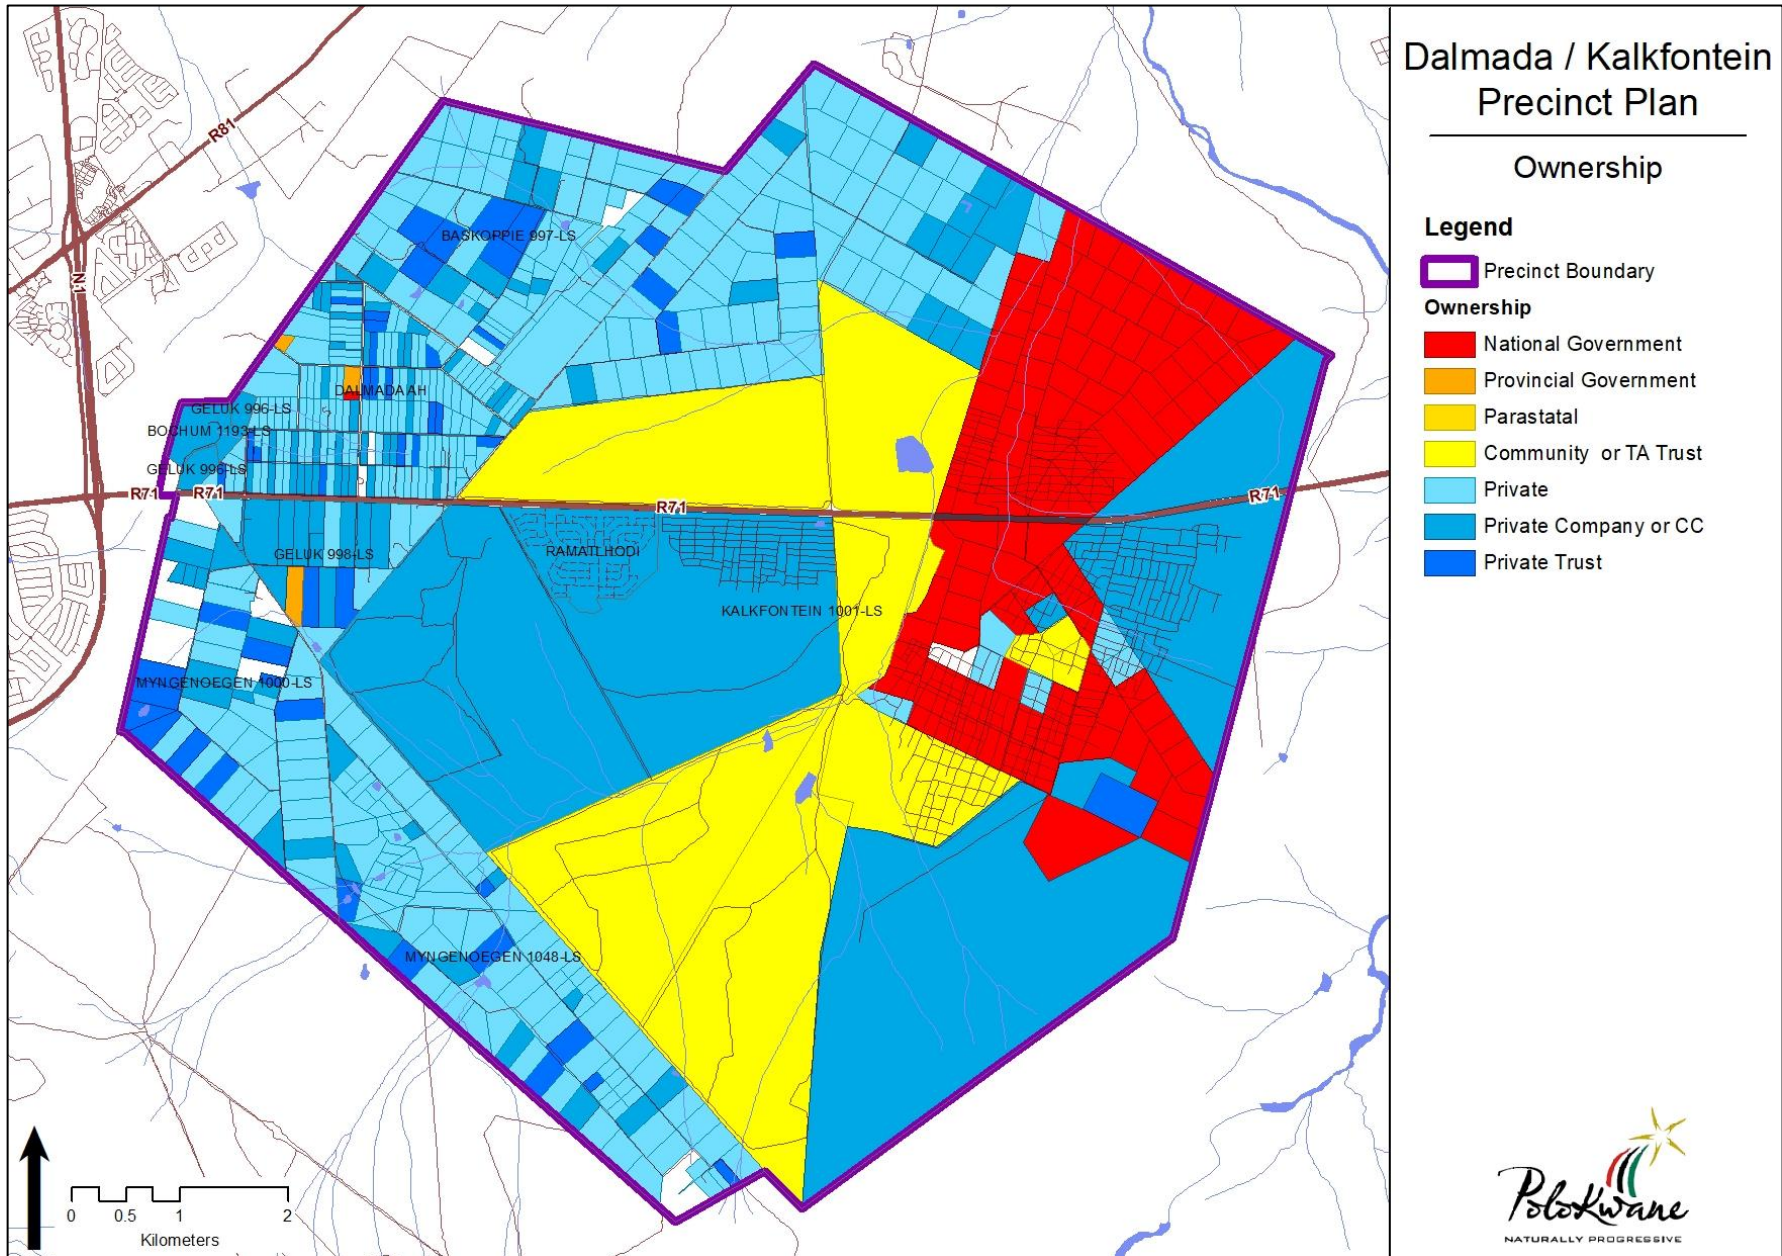 Dalmada / Kalkfontein
Precinct Plan
Ownership
Legend
Precinct Boundary
Ownership
National Government
Provincial Government
Parastatal
Community or TA Trust
Private
Private Company or CC
Private Trust
R81
N1
BASKOPPIE 997-LS
DALMADA AH
GELUK 996-LS
BOCHUM 1193-LS
GELUK 996-LS
R71
R71
R71
R71
GELUK 998-LS
RAMATLHODI
KALKFONTEIN 1001-LS
MYNGENOEGEN 1000-LS
MYNGENOEGEN 1048-LS
0 0.5 1 2
Kilometers
PoloKwane
NATURALLY PROGRESSIVE